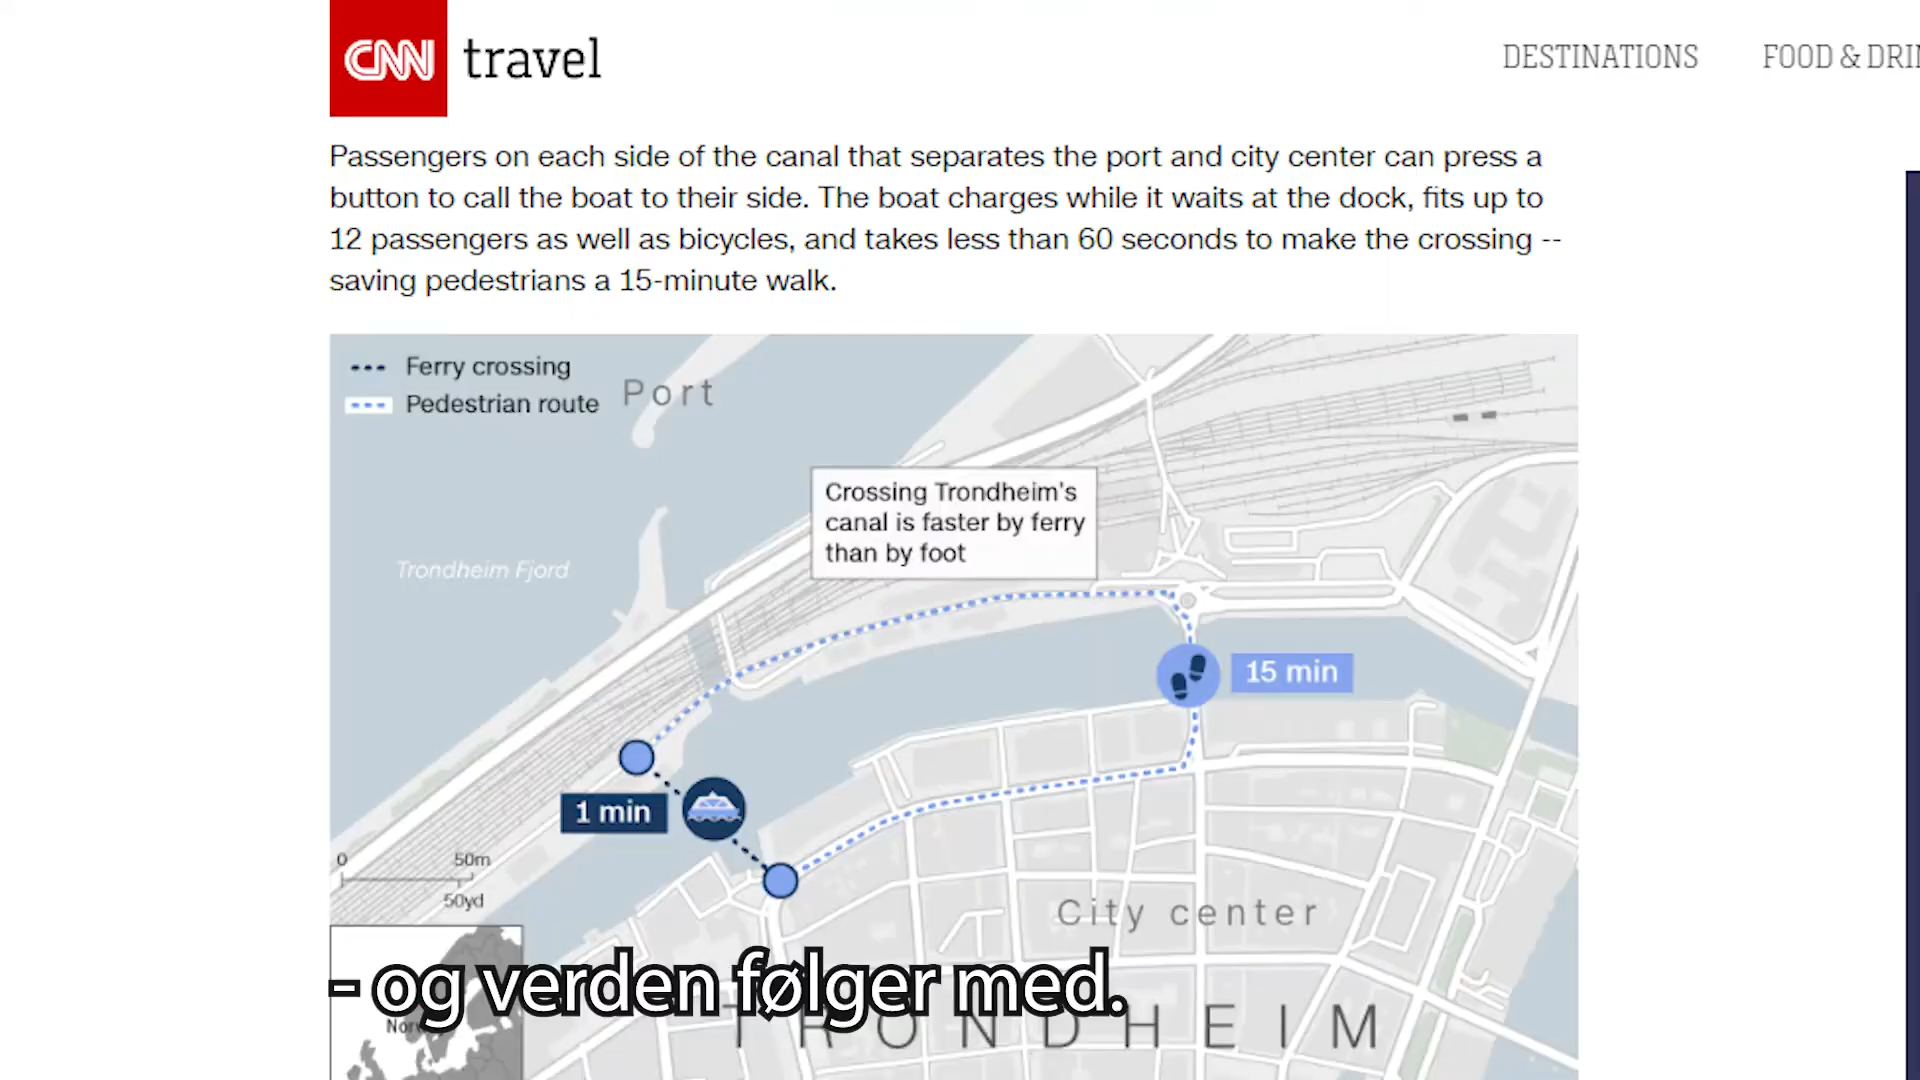 CNN travel
DESTINATIONS
FOOD & DRIN
Passengers on each side of the canal that separates the port and city center can press a
button to call the boat to their side. The boat charges while it waits at the dock, fits up to
12 passengers as well as bicycles, and takes less than 60 seconds to make the crossing --
saving pedestrians a 15-minute walk.
Ferry crossing
Pedestrian route
Port
Crossing Trondheim's
canal is faster by ferry
than by foot
Trondheim Fjord
15 min
1 min
0
50m
50yd
City center
- og verden følger med.
TRONDHEIM